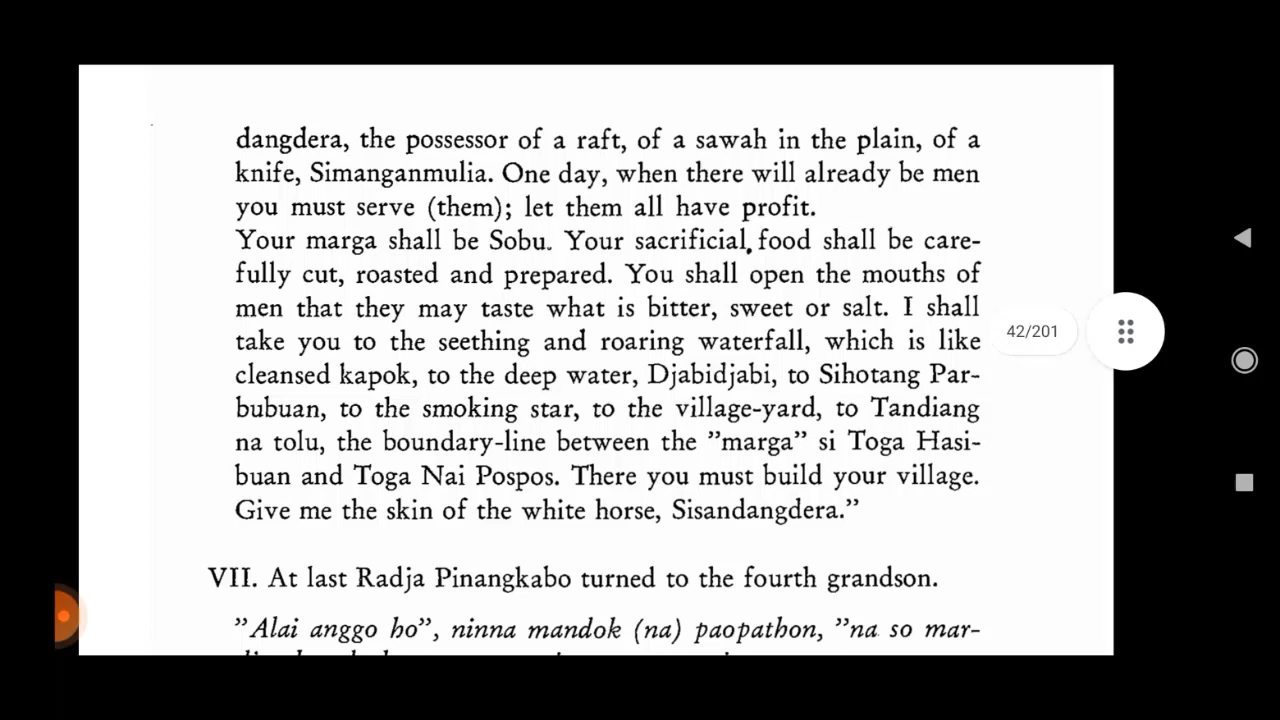 dangdera, the possessor of a raft, of a sawah in the plain, of a
knife, Simanganmulia. One day, when there will already be men
you must serve (them); let them all have profit.
Your marga shall be Sobu. Your sacrificial food shall be care-
fully cut, roasted and prepared. You shall open the mouths of
men that they may taste what is bitter, sweet or salt. I shall
take you to the seething and roaring waterfall, which is like
cleansed kapok, to the deep water, Djabidjabi, to Sihotang Par-
bubuan, to the smoking star, to the village-yard, to Tandiang
na tolu, the boundary-line between the ”marga” si Toga Hasi-
buan and Toga Nai Pospos. There you must build your village.
Give me the skin of the white horse, Sisandangdera.”
VII. At last Radja Pinangkabo turned to the fourth grandson.
”Alai anggo ho”, ninna mandok (na) paopathon, ”na so mar-
42/201